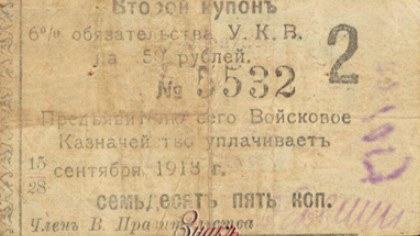 Второй купонъ
6% обязательства У. К. В.
на 50 рублей.
2
№ 5532
Предъявителю сего Войсковое
Казначейство уплачиваетъ
15/28 сентября 1918 г.
семьдесятъ пять коп.
Членъ В. Правительства